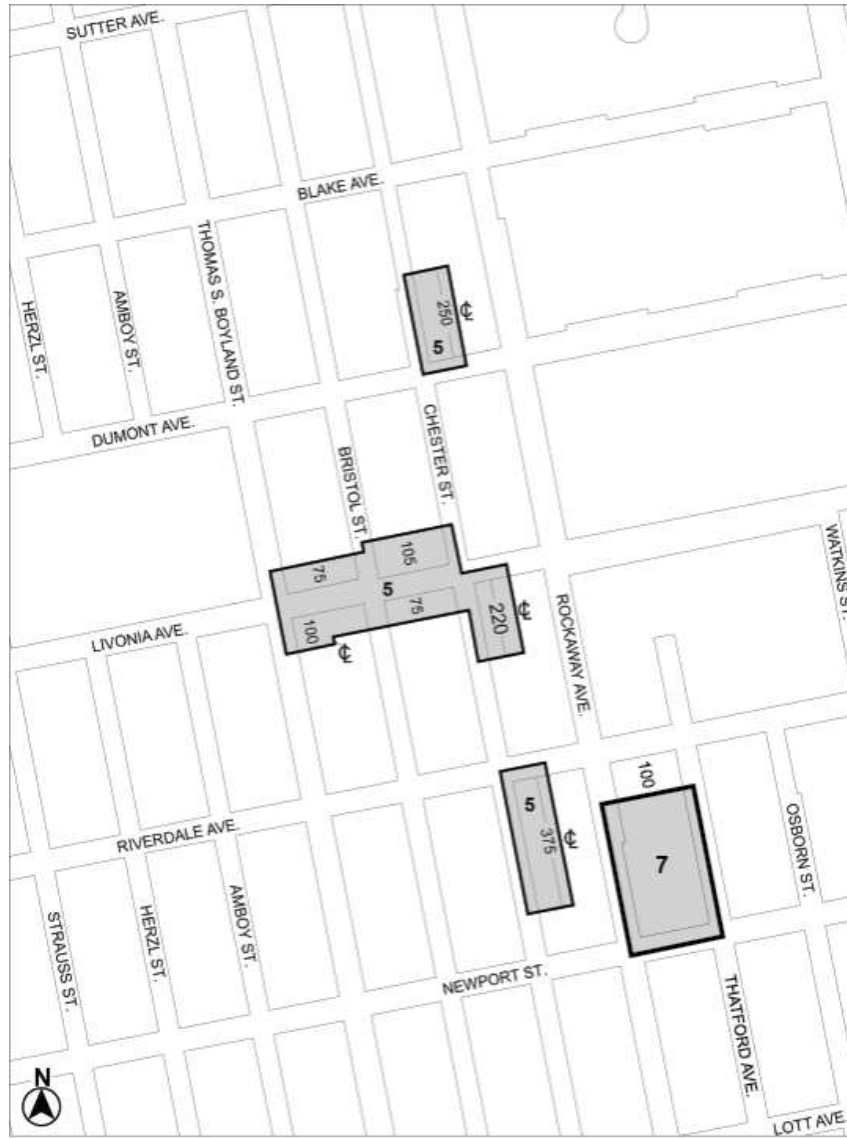 SUTTER AVE.
BLAKE AVE.
THOMAS S. BOYLAND ST.
HERZL ST.
AMBOY ST.
250
5
DUMONT AVE.
CHESTER ST.
BRISTOL ST.
75
105
5
75
100
220
WATKINS ST.
LIVONIA AVE.
ROCKAWAY AVE.
100
5
375
7
OSBORN ST.
RIVERDALE AVE.
STRAUSS ST.
HERZL ST.
AMBOY ST.
NEWPORT ST.
THATFORD AVE.
N
LOTT AVE.